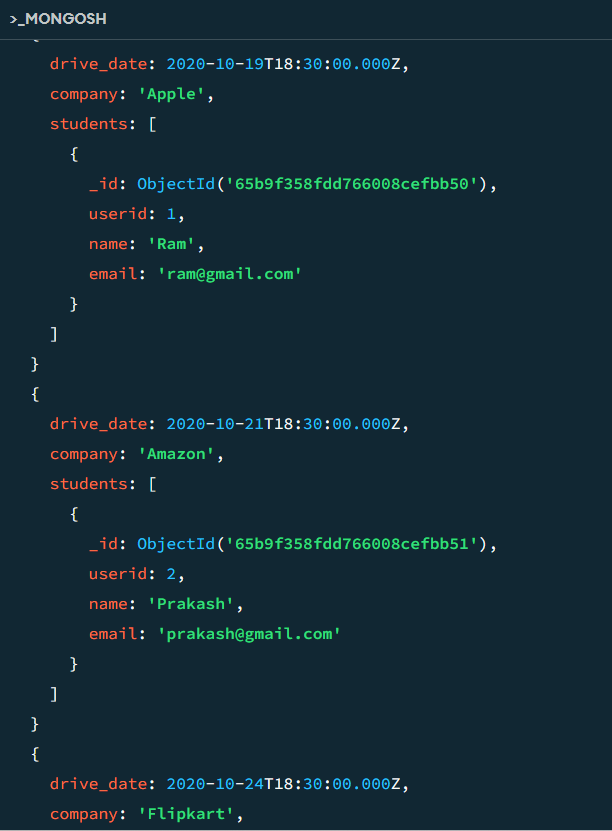 >_MONGOSH
{
drive_date: 2020-10-19T18:30:00.000Z,
company: 'Apple',
students: [
{
_id: ObjectId('65b9f358fdd766008cefbb50'),
userid: 1,
name: 'Ram',
email: 'ram@gmail.com'
}
]
}
{
drive_date: 2020-10-21T18:30:00.000Z,
company: 'Amazon',
students: [
{
_id: ObjectId('65b9f358fdd766008cefbb51'),
userid: 2,
name: 'Prakash',
email: 'prakash@gmail.com'
}
]
}
{
drive_date: 2020-10-24T18:30:00.000Z,
company: 'Flipkart',